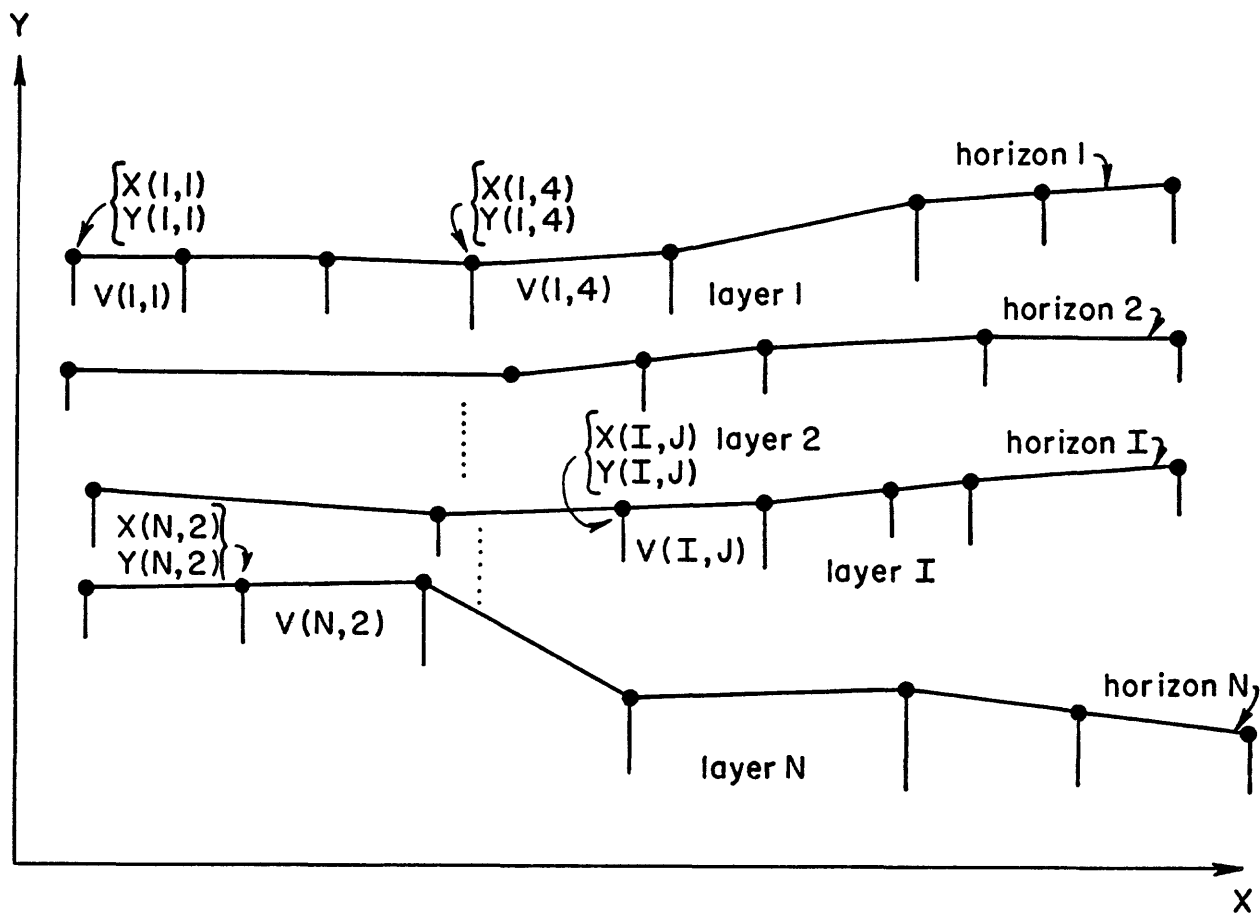 Y
horizon 1
X(1,1)
Y(1,1)
X(1,4)
Y(1,4)
V(1,1)
V(1,4)
layer 1
horizon 2
X(I,J)
Y(I,J)
layer 2
horizon I
X(N,2)
Y(N,2)
V(I,J)
layer I
V(N,2)
horizon N
layer N
X